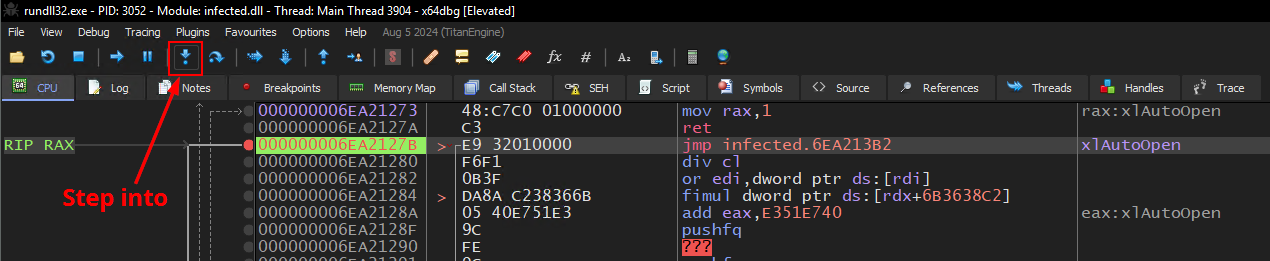 rundll32.exe - PID: 3052 - Module: infected.dll - Thread: Main Thread 3904 - x64dbg [Elevated]
File View Debug Tracing Plugins Favourites Options Help Aug 5 2024 (TitanEngine)
CPU Log Notes Breakpoints Memory Map Call Stack SEH Script Symbols Source References Threads Handles Trace
000000006EA21273 48:C7C0 01000000 mov rax,1 rax:xlAutoOpen
000000006EA2127A C3 ret
RIP RAX 000000006EA2127B > E9 32010000 jmp infected.6EA213B2 xlAutoOpen
000000006EA21280 F6F1 div cl
000000006EA21282 0B3F or edi,dword ptr ds:[rdi]
000000006EA21284 > DA8A C238366B fimul dword ptr ds:[rdx+6B3638C2]
000000006EA2128A 05 40E751E3 add eax,E351E740 eax:xlAutoOpen
000000006EA2128F 9C pushfq
000000006EA21290 FE ???
Step into